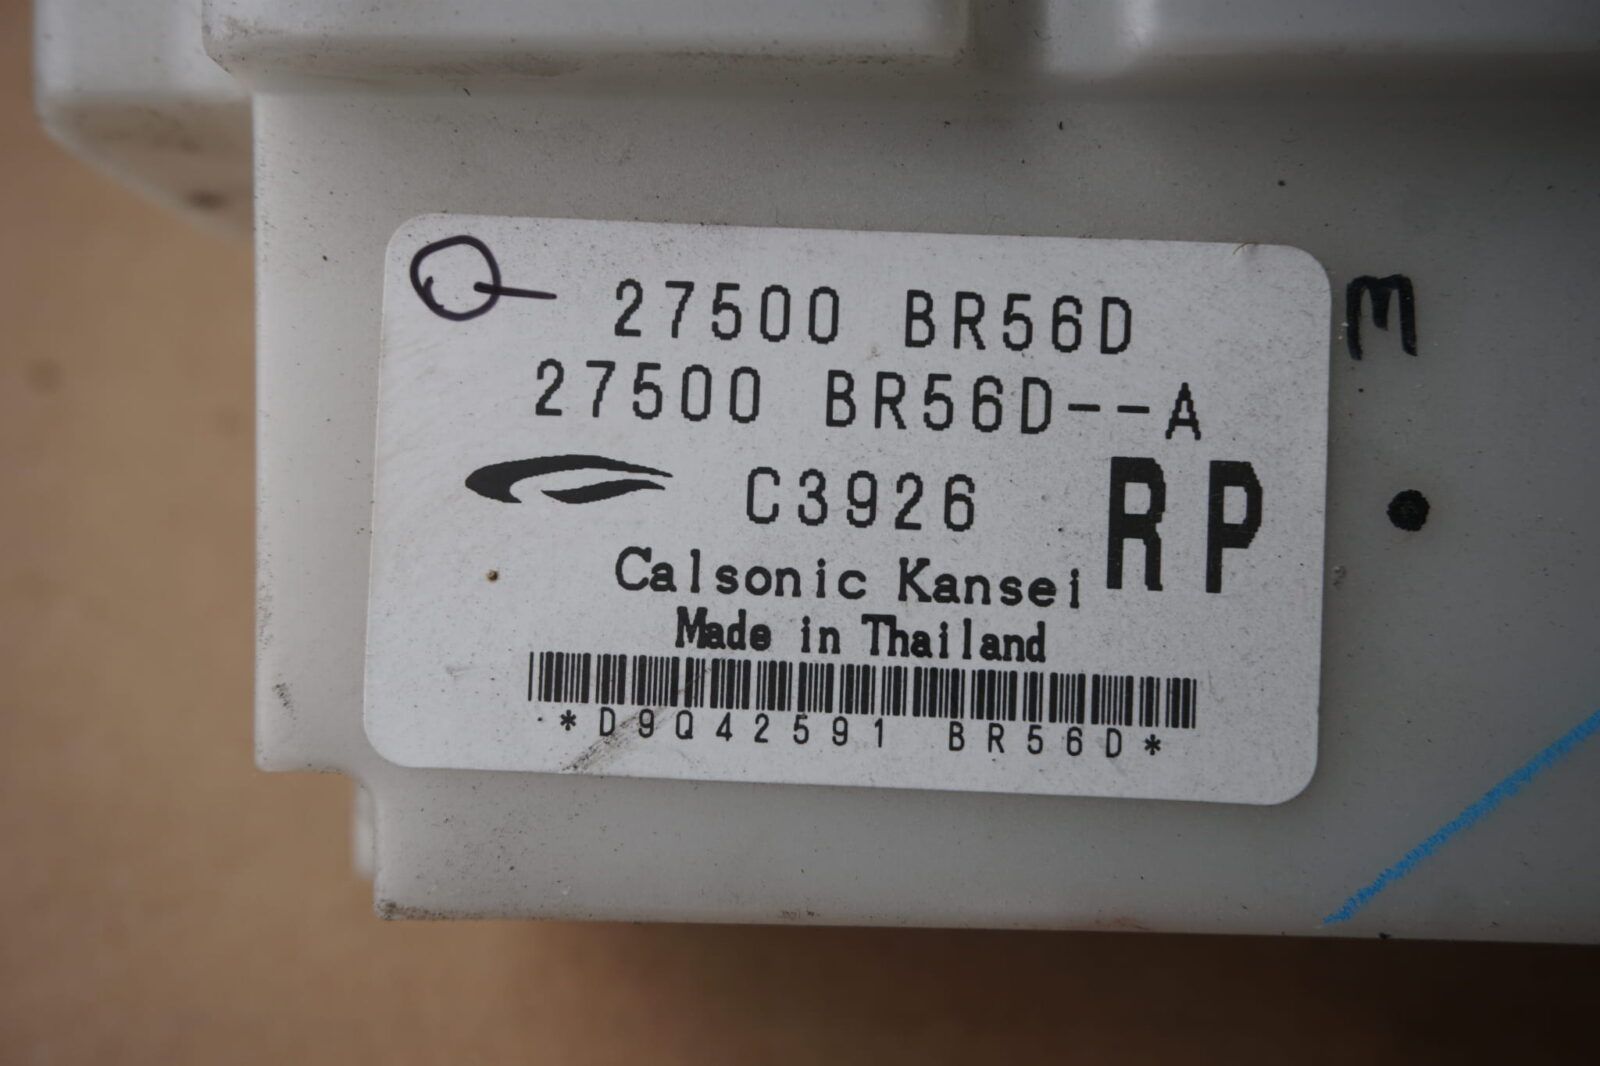 27500 BR56D
27500 BR56D--A
C3926
RP
Calsonic Kansei
Made in Thailand
*D9Q42591 BR56D*
M